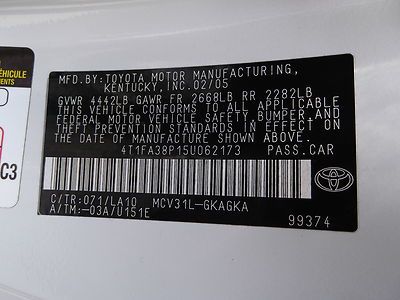 MFD.BY:TOYOTA MOTOR MANUFACTURING,
KENTUCKY,INC.02/05
GVWR 4442LB GAWR FR 2668LB RR 2282LB
THIS VEHICLE CONFORMS TO ALL APPLICABLE
FEDERAL MOTOR VEHICLE SAFETY,BUMPER,AND
THEFT PREVENTION STANDARDS IN EFFECT ON
THE DATE OF MANUFACTURE SHOWN ABOVE.
4T1FA38P15U062173 PASS.CAR
C/TR:071/LA10 MCV31L-GKAGKA
A/TM:-03A/U151E 99374
ÉHICULE
C3